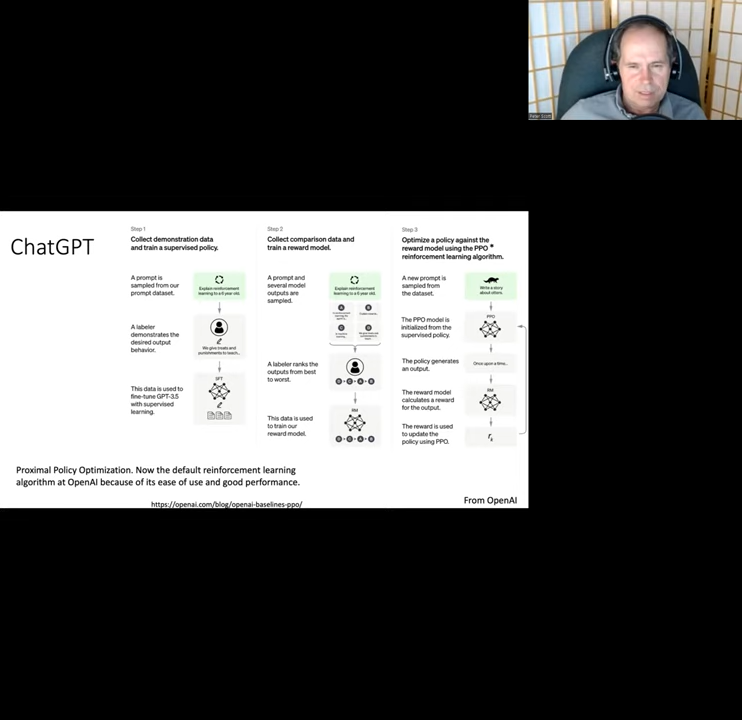 Peter Scott
ChatGPT
Step 1
Collect demonstration data
and train a supervised policy.
A prompt is
sampled from our
prompt dataset.
Explain reinforcement
learning to a 6 year old.
A labeler
demonstrates the
desired output
behavior.
We give treats and
punishments to teach...
This data is used to
fine-tune GPT-3.5
with supervised
learning.
SFT
Step 2
Collect comparison data and
train a reward model.
A prompt and
several model
outputs are
sampled.
Explain reinforcement
learning to a 6 year old.
A
B
C
D
A labeler ranks the
outputs from best
to worst.
D > C > A > B
This data is used
to train our
reward model.
RM
D > C > A > B
Step 3
Optimize a policy against the
reward model using the PPO *
reinforcement learning algorithm.
A new prompt is
sampled from
the dataset.
Write a story
about otters.
The PPO model is
initialized from the
supervised policy.
PPO
The policy generates
an output.
Once upon a time...
The reward model
calculates a reward
for the output.
RM
The reward is used
to update the
policy using PPO.
rk
Proximal Policy Optimization. Now the default reinforcement learning
algorithm at OpenAI because of its ease of use and good performance.
https://openai.com/blog/openai-baselines-ppo/
From OpenAI